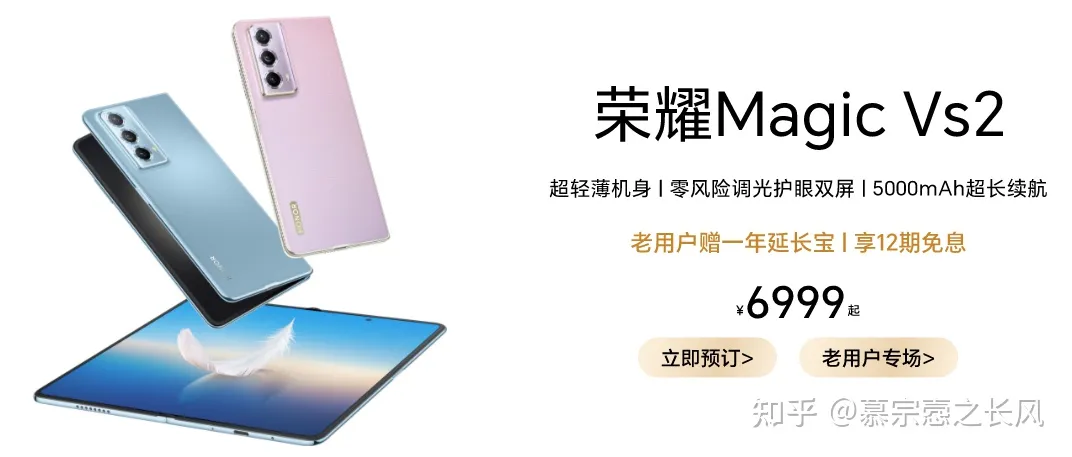 荣耀Magic Vs2
超轻薄机身 | 零风险调光护眼双屏 | 5000mAh超长续航
老用户赠一年延长宝 | 享12期免息
¥6999起
立即预订>
老用户专场>
HONOR
HONOR
知乎 @慕宗悫之长风